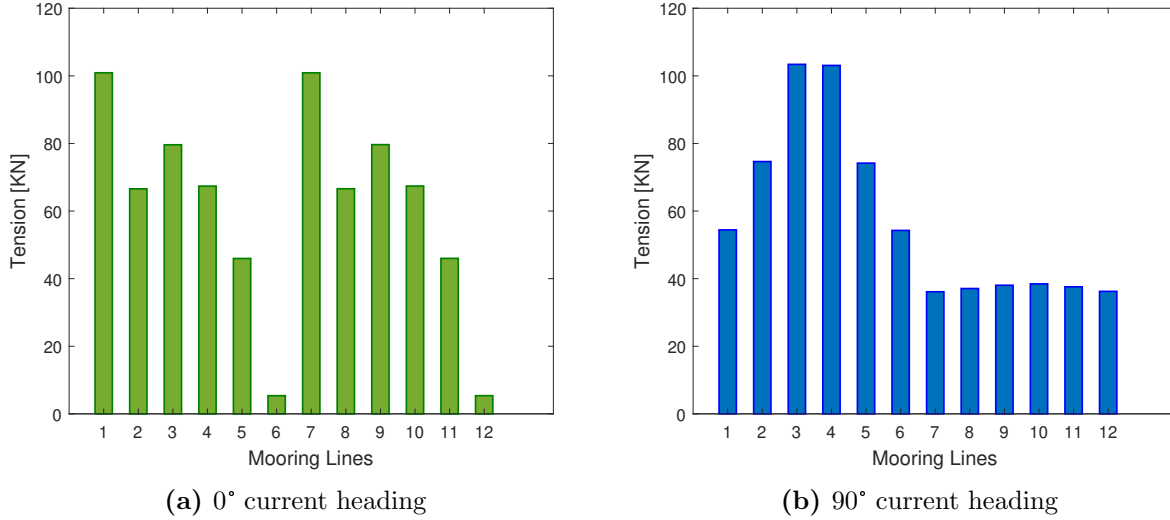 120
100
80
60
40
20
0
Tension [KN]
1 2 3 4 5 6 7 8 9 10 11 12
Mooring Lines
(a) 0° current heading
120
100
80
60
40
20
0
Tension [KN]
1 2 3 4 5 6 7 8 9 10 11 12
Mooring Lines
(b) 90° current heading